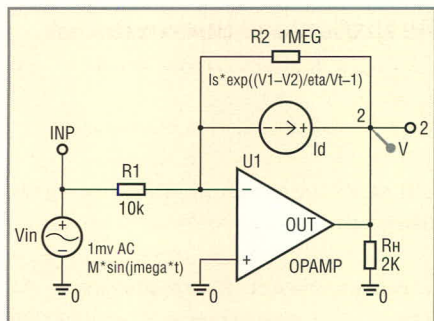 R2 1MEG
Is*exp((V1–V2)/eta/Vt–1)
INP
2
2
V
Id
R1
10k
U1
–
+
OUT
OPAMP
RH
2K
Vin
+
–
1mv AC
M*sin(jmega*t)
0
0
0